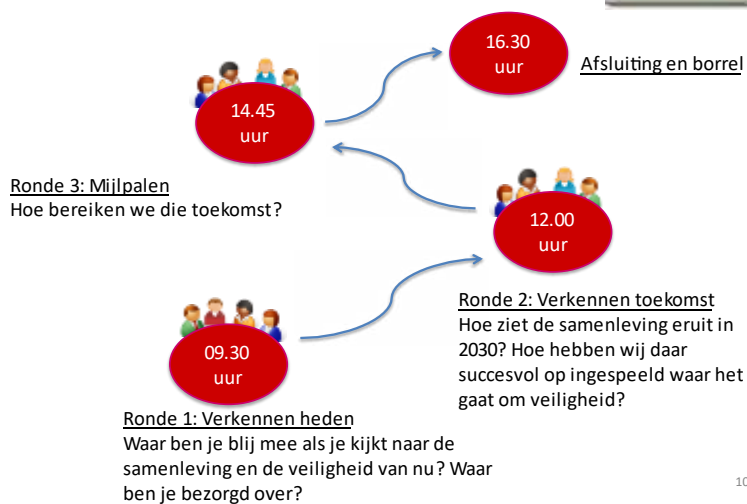 16.30
uur
Afsluiting en borrel
14.45
uur
Ronde 3: Mijlpalen
Hoe bereiken we die toekomst?
12.00
uur
Ronde 2: Verkennen toekomst
Hoe ziet de samenleving eruit in
2030? Hoe hebben wij daar
succesvol op ingespeeld waar het
gaat om veiligheid?
09.30
uur
Ronde 1: Verkennen heden
Waar ben je blij mee als je kijkt naar de
samenleving en de veiligheid van nu? Waar
ben je bezorgd over?
10